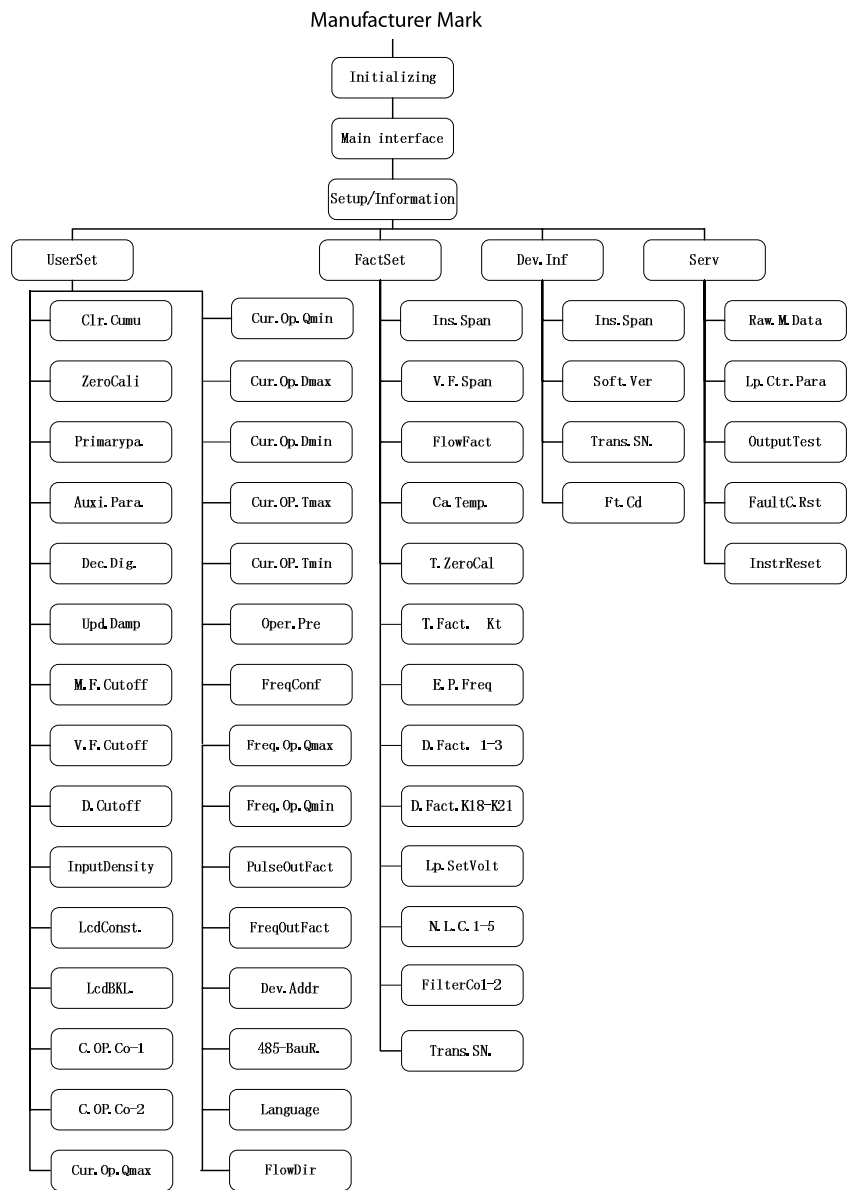 Manufacturer Mark
Initializing
Main interface
Setup/Information
UserSet
FactSet
Dev.Inf
Serv
Clr.Cumu
ZeroCali
Primarypa.
Auxi.Para.
Dec.Dig.
Upd.Damp
M.F.Cutoff
V.F.Cutoff
D.Cutoff
InputDensity
LcdConst.
LcdBKL.
C.OP.Co-1
C.OP.Co-2
Cur.Op.Qmax
Cur.Op.Qmin
Cur.Op.Dmax
Cur.Op.Dmin
Cur.OP.Tmax
Cur.OP.Tmin
Oper.Pre
FreqConf
Freq.Op.Qmax
Freq.Op.Qmin
PulseOutFact
FreqOutFact
Dev.Addr
485-BauR.
Language
FlowDir
Ins.Span
V.F.Span
FlowFact
Ca.Temp.
T.ZeroCal
T.Fact. Kt
E.P.Freq
D.Fact. 1-3
D.Fact.K18-K21
Lp.SetVolt
N.L.C.1-5
FilterCo1-2
Trans.SN.
Ins.Span
Soft.Ver
Trans.SN.
Ft.Cd
Raw.M.Data
Lp.Ctr.Para
OutputTest
FaultC.Rst
InstrReset